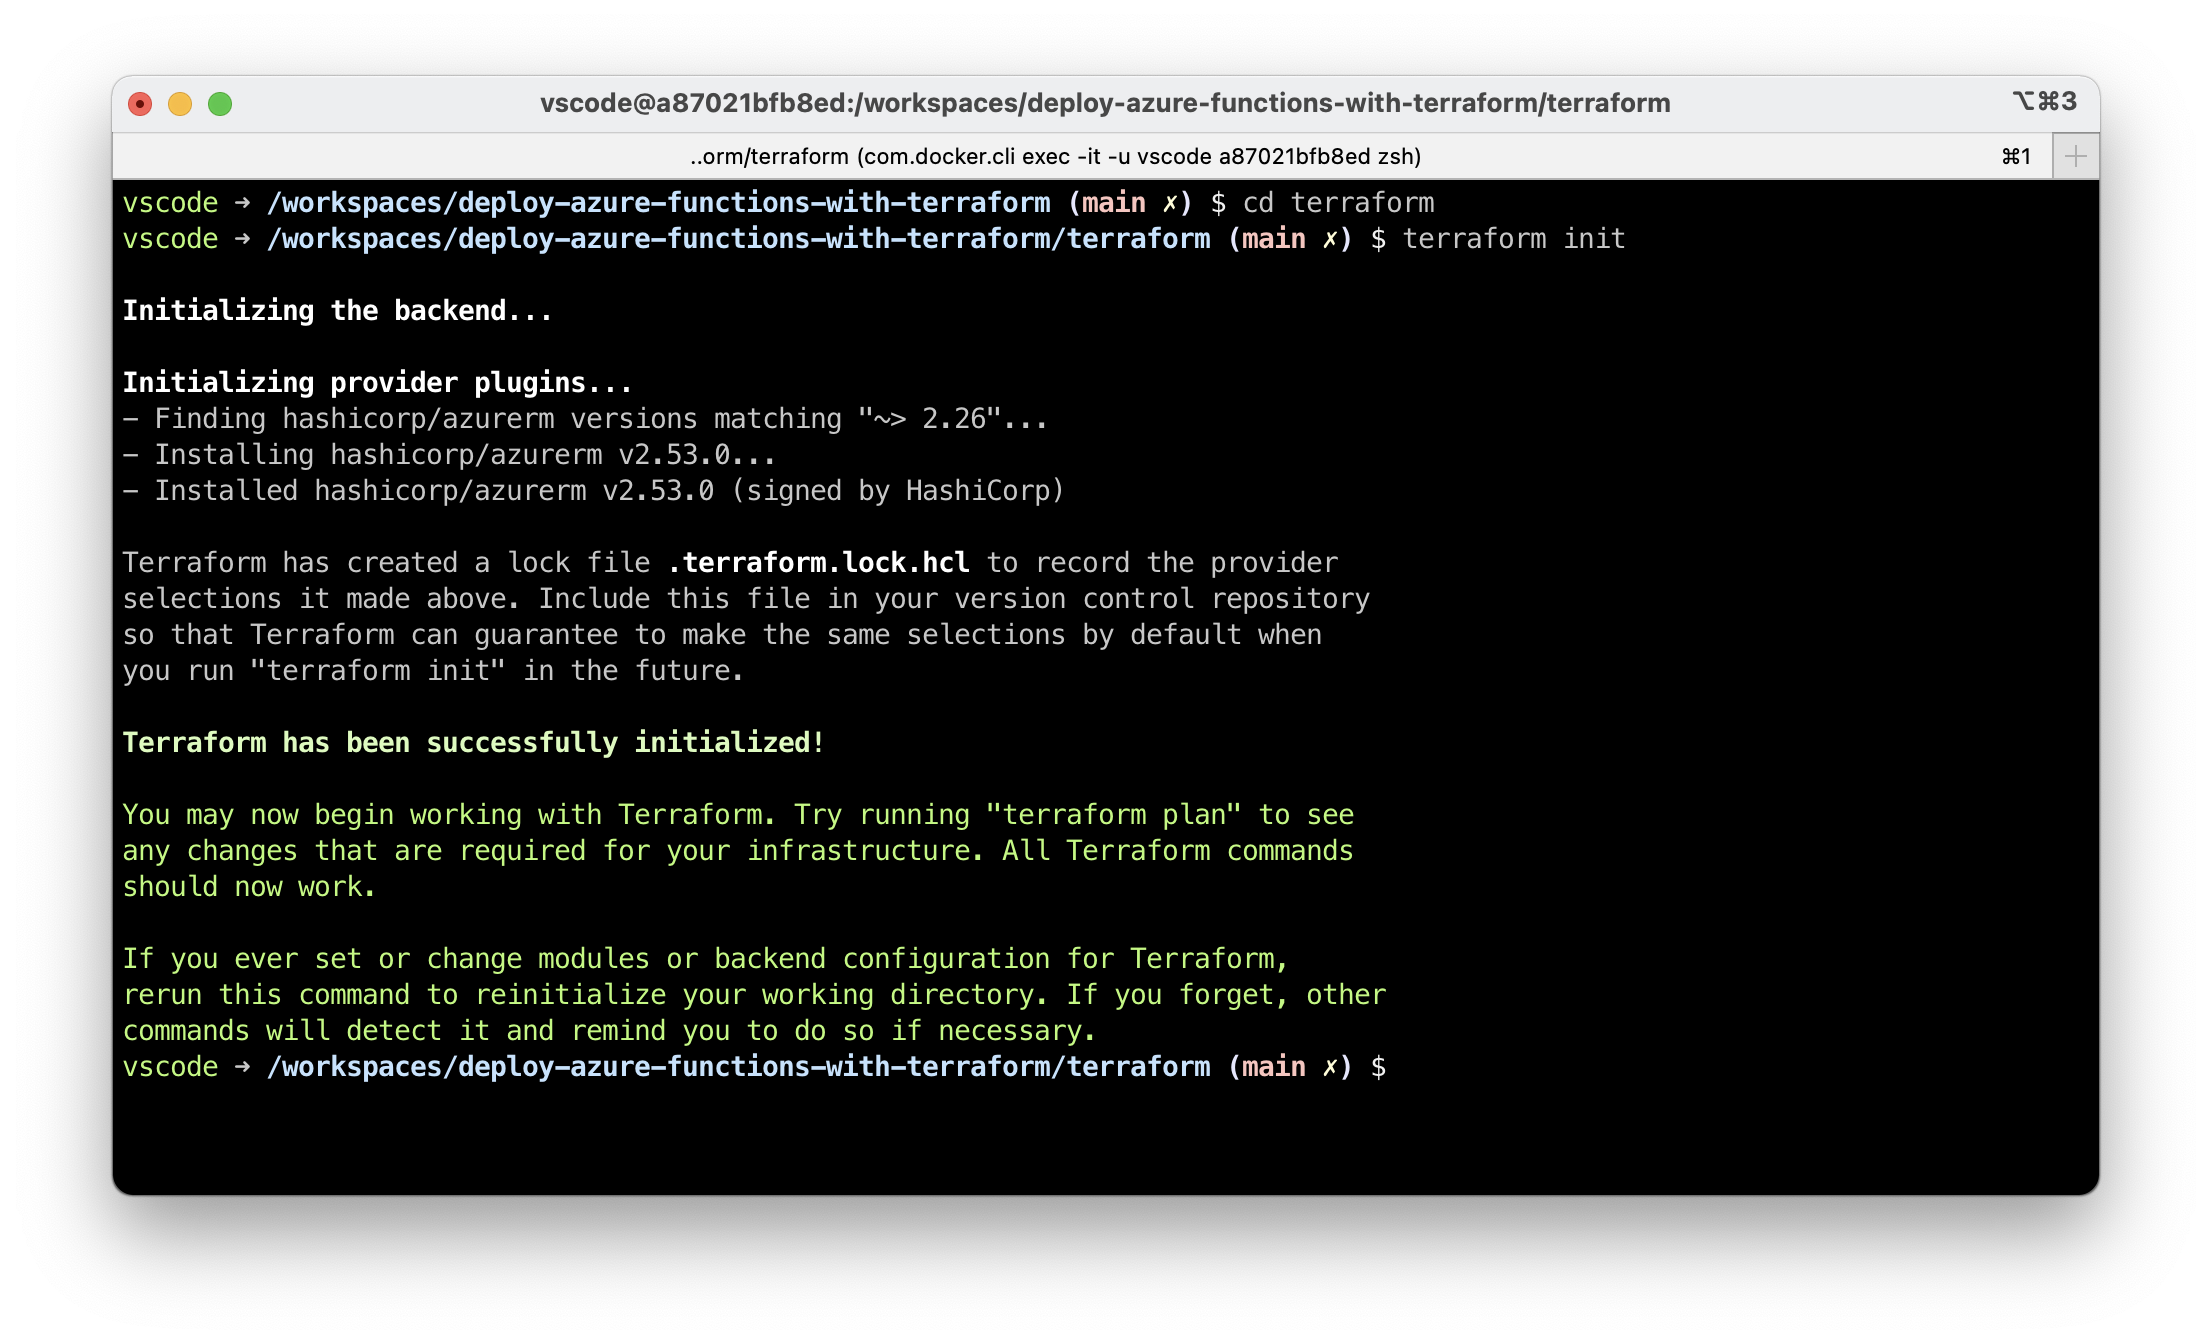 vscode@a87021bfb8ed:/workspaces/deploy-azure-functions-with-terraform/terraform ⌥⌘3
..orm/terraform (com.docker.cli exec -it -u vscode a87021bfb8ed zsh) ⌘1
vscode → /workspaces/deploy-azure-functions-with-terraform (main ✗) $ cd terraform
vscode → /workspaces/deploy-azure-functions-with-terraform/terraform (main ✗) $ terraform init
Initializing the backend...
Initializing provider plugins...
- Finding hashicorp/azurerm versions matching "~> 2.26"...
- Installing hashicorp/azurerm v2.53.0...
- Installed hashicorp/azurerm v2.53.0 (signed by HashiCorp)
Terraform has created a lock file .terraform.lock.hcl to record the provider
selections it made above. Include this file in your version control repository
so that Terraform can guarantee to make the same selections by default when
you run "terraform init" in the future.
Terraform has been successfully initialized!
You may now begin working with Terraform. Try running "terraform plan" to see
any changes that are required for your infrastructure. All Terraform commands
should now work.
If you ever set or change modules or backend configuration for Terraform,
rerun this command to reinitialize your working directory. If you forget, other
commands will detect it and remind you to do so if necessary.
vscode → /workspaces/deploy-azure-functions-with-terraform/terraform (main ✗) $